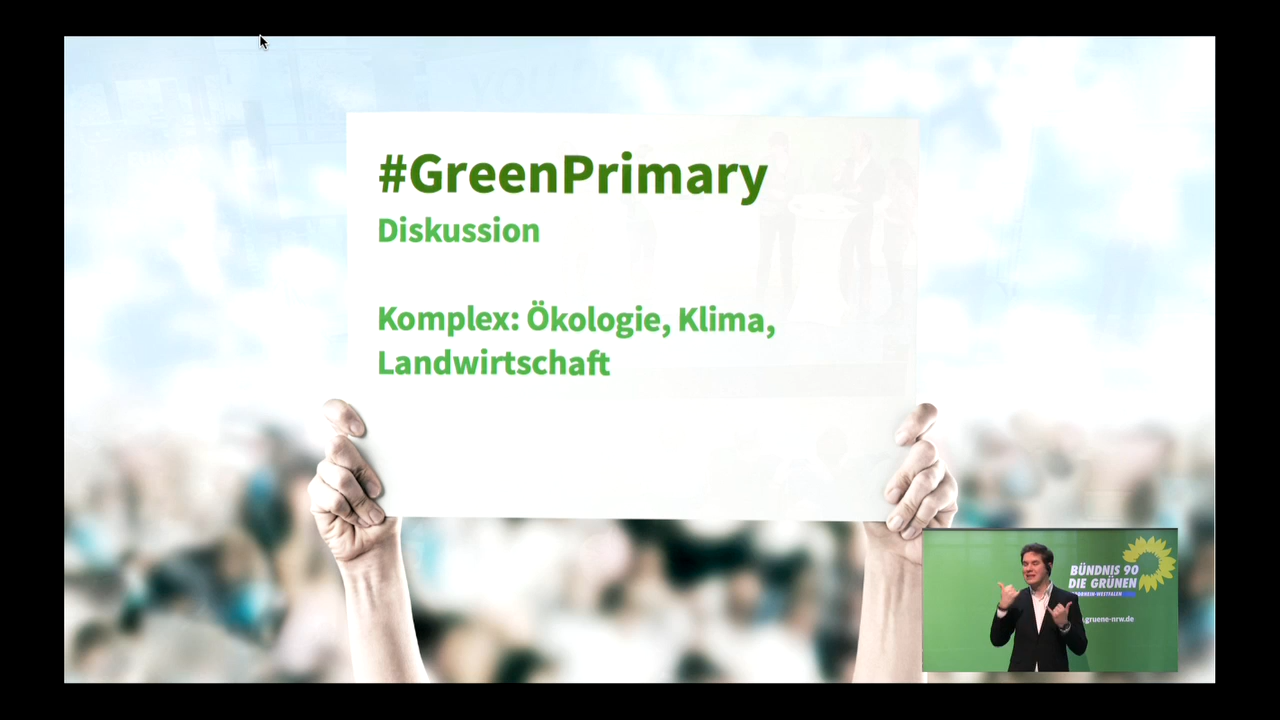 #GreenPrimary
Diskussion
Komplex: Ökologie, Klima,
Landwirtschaft
BÜNDNIS 90
DIE GRÜNEN
.gruene-nrw.de